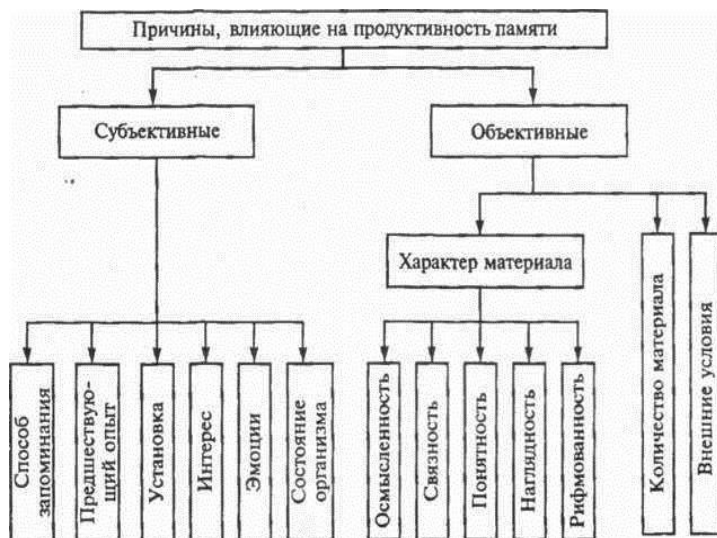 Причины, влияющие на продуктивность памяти
Субъективные
Объективные
Характер материала
Способ
запоминания
Предшествую-
щий опыт
Установка
Интерес
Эмоции
Состояние
организма
Осмысленность
Связность
Понятность
Наглядность
Рифмованность
Количество материала
Внешние условия